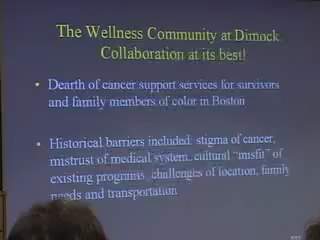 The Wellness Community at Dimock
Collaboration at its best!
• Dearth of cancer support services for survivors
and family members of color in Boston
• Historical barriers included: stigma of cancer,
mistrust of medical system, cultural "misfit" of
existing programs, challenges of location, family
needs and transportation